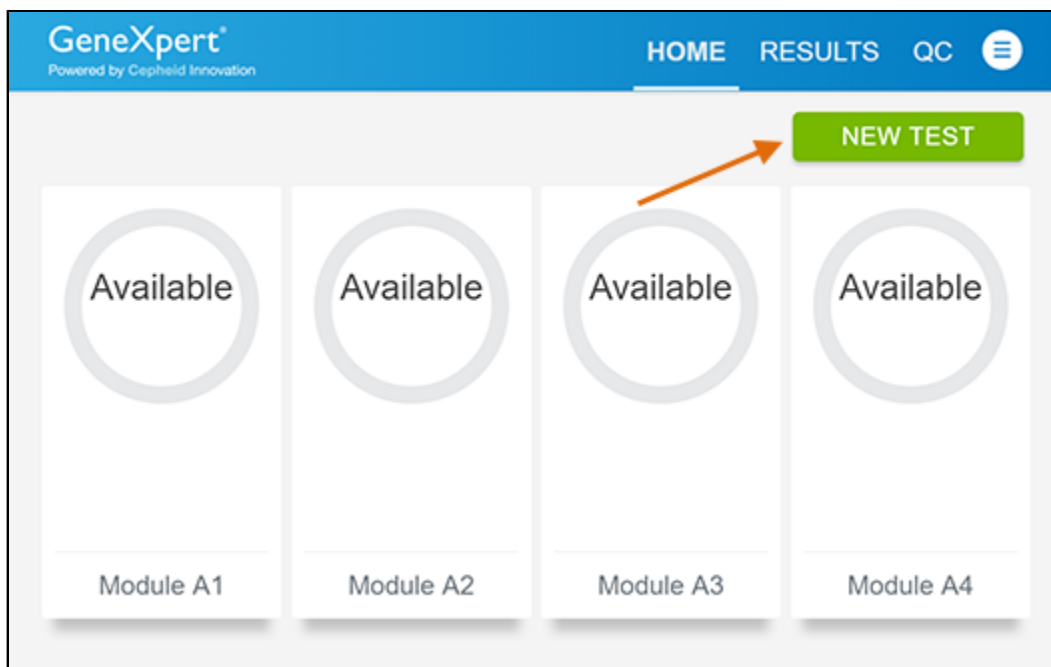 GeneXpert®
Powered by Cepheid Innovation
HOME RESULTS QC
NEW TEST
Available Available Available Available
Module A1 Module A2 Module A3 Module A4